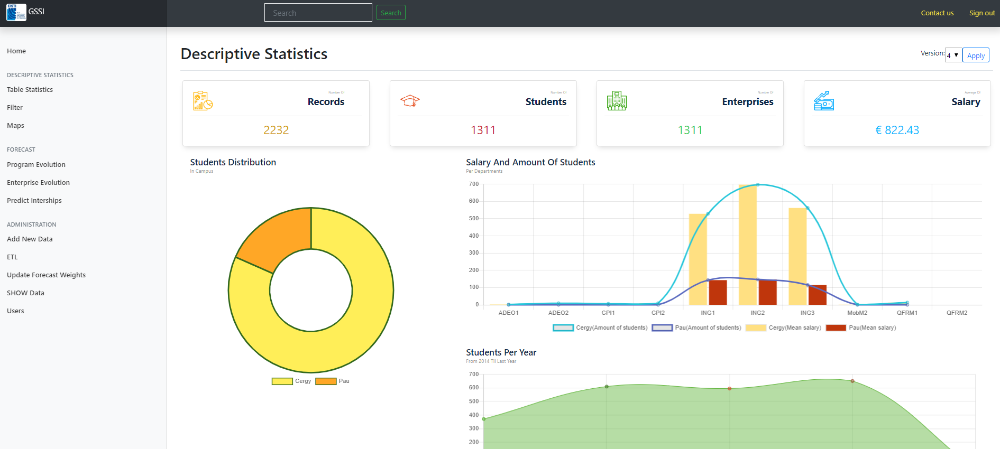 EISTI
GSSI
Search
Search
Contact us
Sign out
Home
DESCRIPTIVE STATISTICS
Table Statistics
Filter
Maps
FORECAST
Program Evolution
Enterprise Evolution
Predict Interships
ADMINISTRATION
Add New Data
ETL
Update Forecast Weights
SHOW Data
Users
Descriptive Statistics
Version: 4 Apply
Number Of
Records
2232
Number Of
Students
1311
Number Of
Enterprises
1311
Average Of
Salary
€ 822.43
Students Distribution
In Campus
Cergy Pau
Salary And Amount Of Students
Per Departments
700
600
500
400
300
200
100
0
ADEO1 ADEO2 CPI1 CPI2 ING1 ING2 ING3 MobM2 QFRM1 QFRM2
Cergy(Amount of students) Pau(Amount of students) Cergy(Mean salary) Pau(Mean salary)
Students Per Year
From 2014 Til Last Year
700
600
500
400
300
200